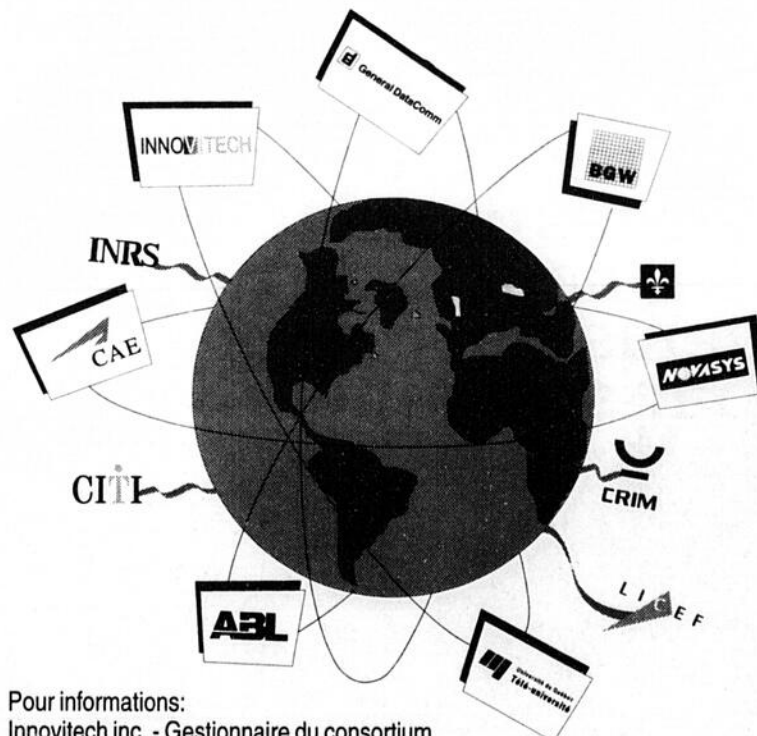 General DataComm
INNOVITECH
BGW
INRS
CAE
NOVASYS
CITI
CRIM
LICEF
ABL
Université du Québec
Télé-université
Pour informations:
Innovitech inc. - Gestionnaire du consortium